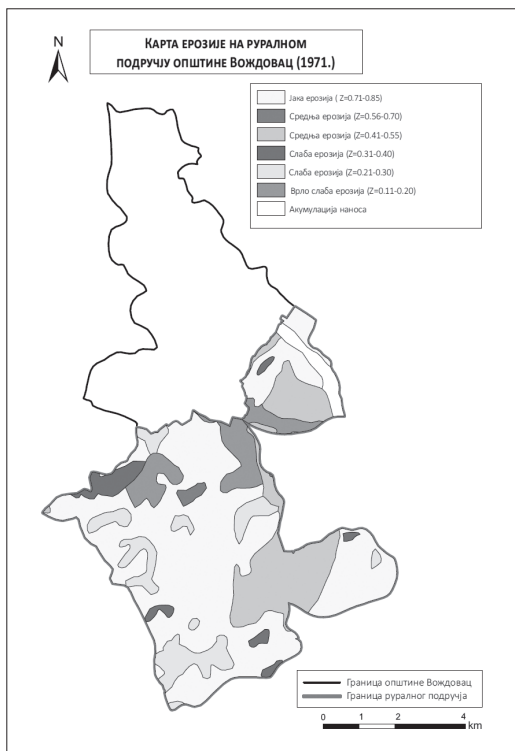 N
КАРТА ЕРОЗИЈЕ НА РУРАЛНОМ
ПОДРУЧЈУ ОПШТИНЕ ВОЖДОВАЦ (1971.)
Јака ерозија ( Z=0.71-0.85)
Средња ерозија (Z=0.56-0.70)
Средња ерозија (Z=0.41-0.55)
Слаба ерозија (Z=0.31-0.40)
Слаба ерозија (Z=0.21-0.30)
Врло слаба ерозија (Z=0.11-0.20)
Акумулација наноса
Граница општине Вождовац
Граница руралног подручја
0 1 2 4
km